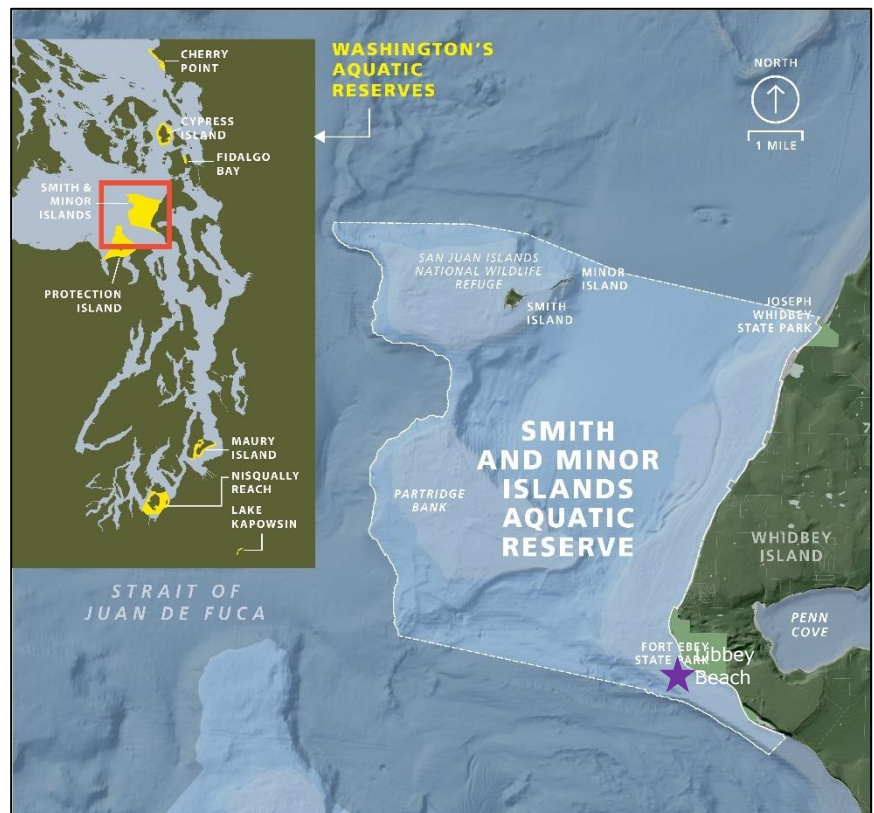 WASHINGTON'S
AQUATIC
RESERVES
CHERRY
POINT
CYPRESS
ISLAND
FIDALGO
BAY
SMITH &
MINOR
ISLANDS
PROTECTION
ISLAND
MAURY
ISLAND
NISQUALLY
REACH
LAKE
KAPOWSIN
NORTH
1 MILE
SAN JUAN ISLANDS
NATIONAL WILDLIFE
REFUGE
MINOR
ISLAND
SMITH
ISLAND
JOSEPH
WHIDBEY
STATE PARK
SMITH
AND MINOR
ISLANDS
AQUATIC
RESERVE
PARTRIDGE
BANK
WHIDBEY
ISLAND
PENN
COVE
STRAIT OF
JUAN DE FUCA
FORT EBEY
STATE PARK
Libbey
Beach